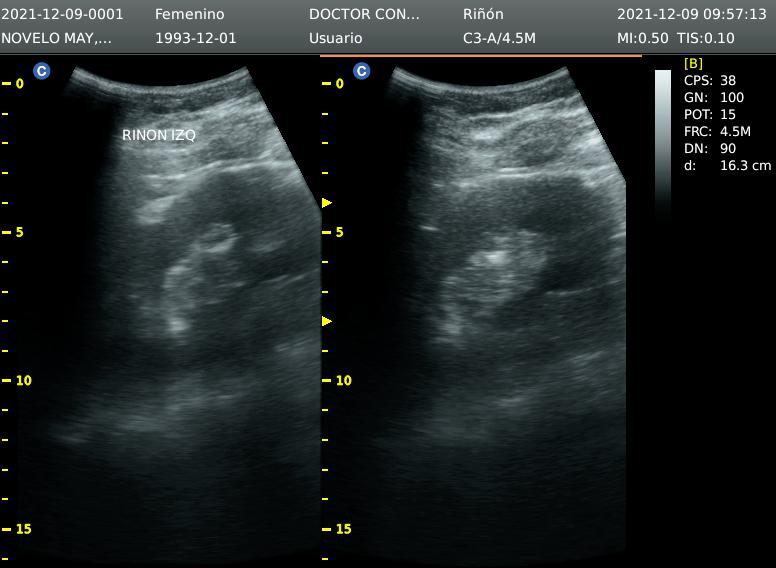 2021-12-09-0001 Femenino DOCTOR CON... Riñón 2021-12-09 09:57:13
NOVELO MAY,... 1993-12-01 Usuario C3-A/4.5M MI:0.50 TIS:0.10
C
C
[B]
CPS: 38
GN: 100
POT: 15
FRC: 4.5M
DN: 90
d: 16.3 cm
RINON IZQ
0
5
10
15
0
5
10
15